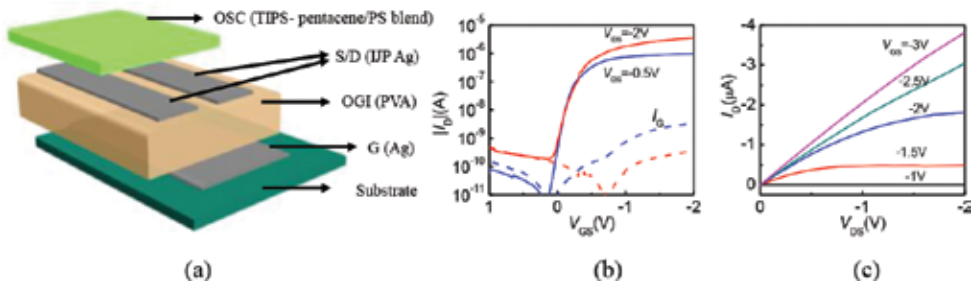 OSC (TIPS- pentacene/PS blend)
S/D (IJP Ag)
OGI (PVA)
G (Ag)
Substrate
(a)
10⁻⁵
10⁻⁶
10⁻⁷
10⁻⁸
10⁻⁹
10⁻¹⁰
10⁻¹¹
|I_D|(A)
V_GS=-2V
V_GS=-0.5V
I_G
1 0 -1 -2
V_GS(V)
(b)
-4
-3
-2
-1
0
I_D(μA)
V_GS=-3V
-2.5V
-2V
-1.5V
-1V
0 -1 -2
V_DS(V)
(c)